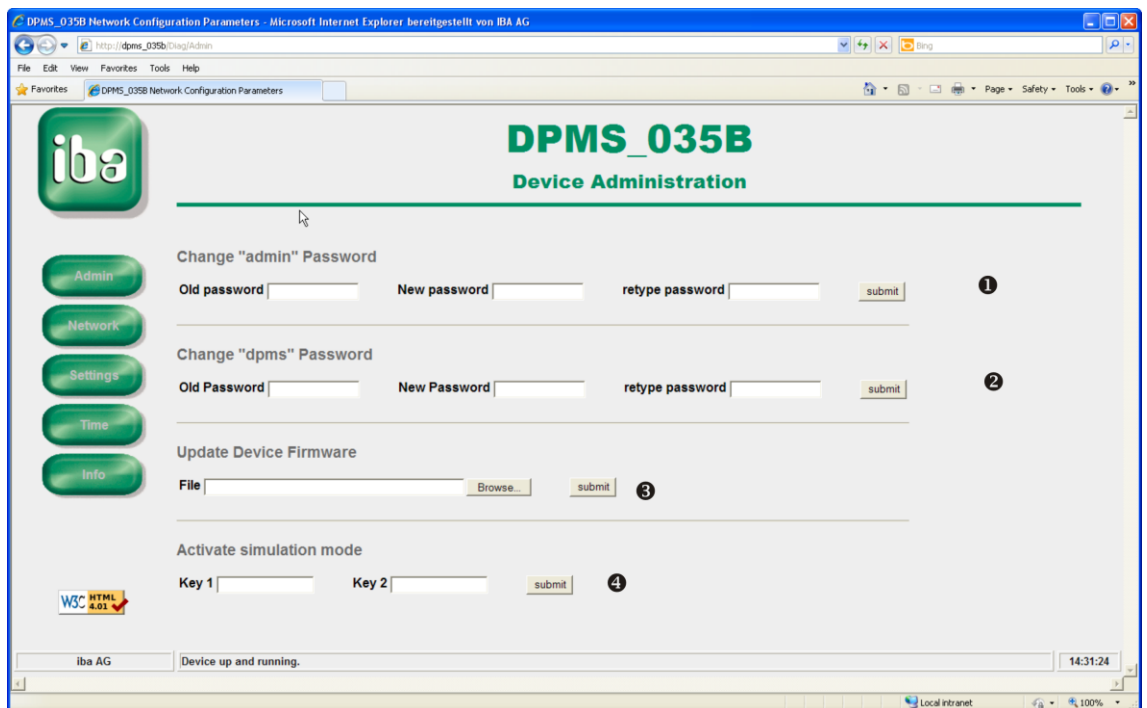 DPMS_035B Network Configuration Parameters - Microsoft Internet Explorer bereitgestellt von IBA AG
http://dpms_035b/Diag/Admin
Bing
File Edit View Favorites Tools Help
Favorites DPMS_035B Network Configuration Parameters Page Safety Tools
iba
DPMS_035B
Device Administration
Admin
Network
Settings
Time
Info
Change "admin" Password
Old password New password retype password submit ❶
Change "dpms" Password
Old Password New Password retype password submit ❷
Update Device Firmware
File Browse... submit ❸
Activate simulation mode
Key 1 Key 2 submit ❹
W3C HTML 4.01
iba AG Device up and running. 14:31:24
Local intranet 100%